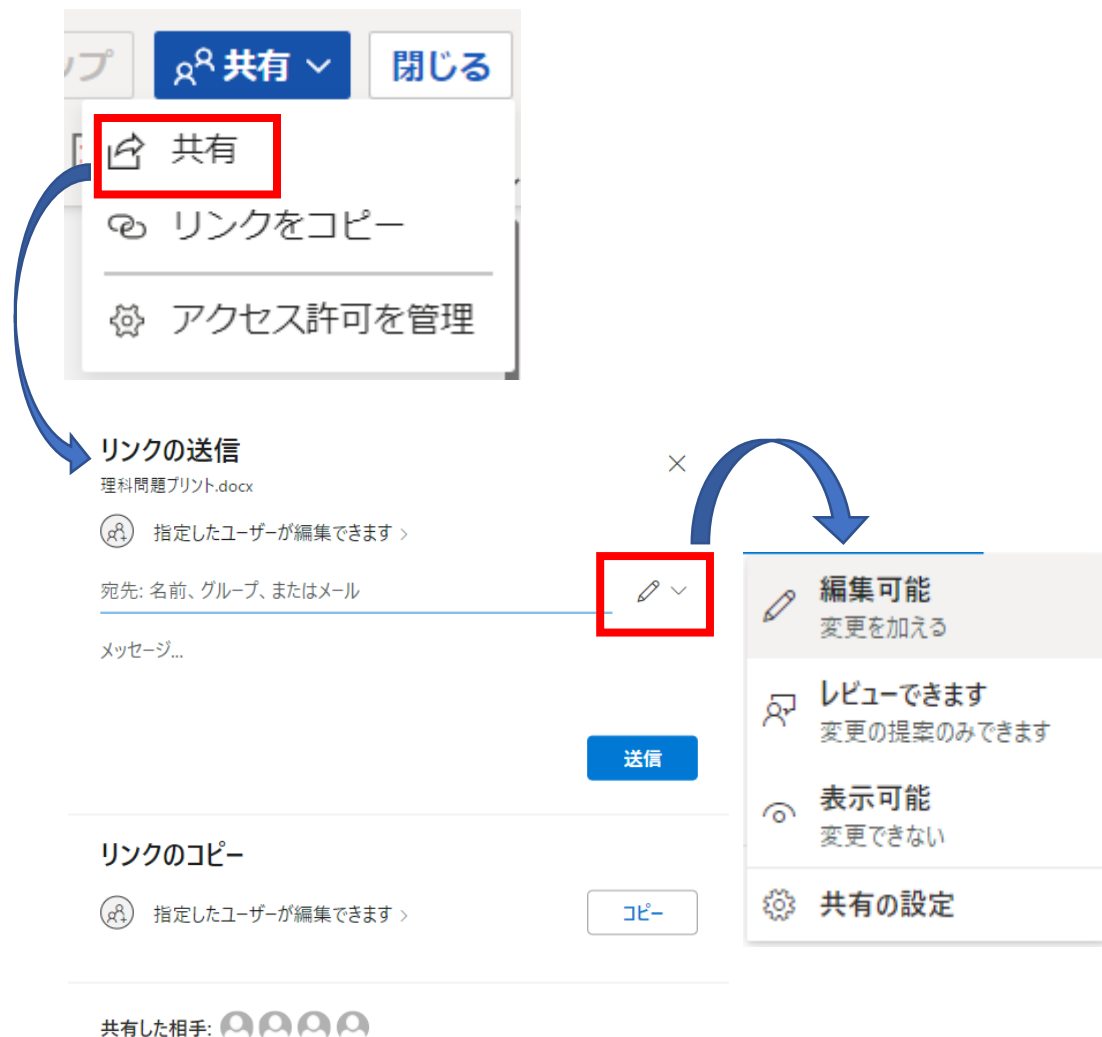 ップ
共有
閉じる
共有
リンクをコピー
アクセス許可を管理
リンクの送信
理科問題プリント.docx
指定したユーザーが編集できます
宛先: 名前、グループ、またはメール
メッセージ...
送信
リンクのコピー
指定したユーザーが編集できます
コピー
共有した相手:
編集可能
変更を加える
レビューできます
変更の提案のみできます
表示可能
変更できない
共有の設定